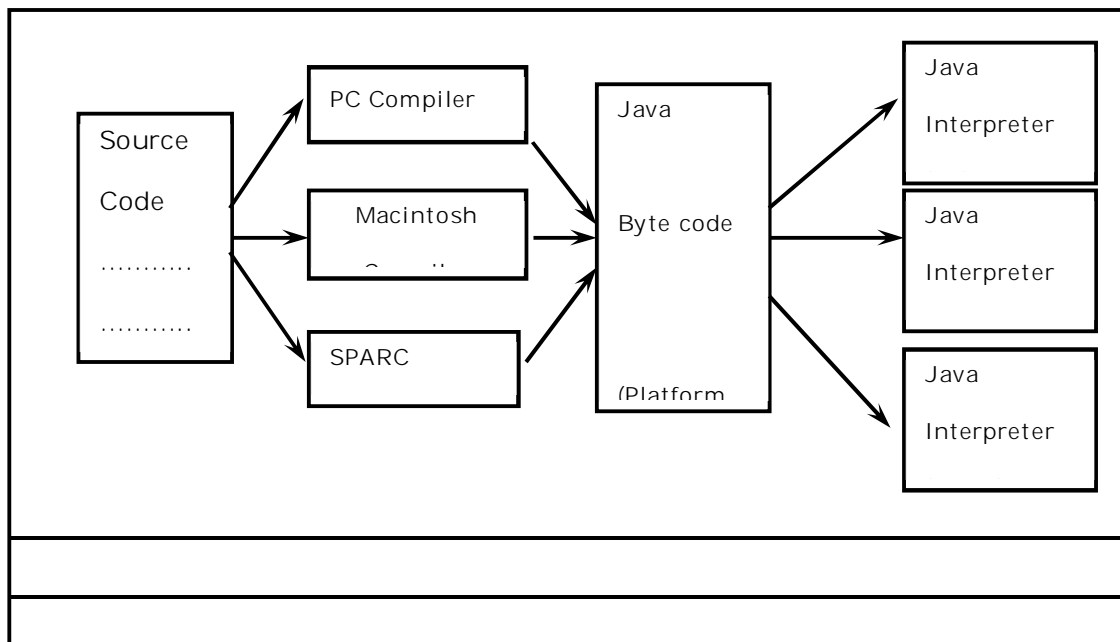 Source
Code
...........
...........
PC Compiler
Macintosh
SPARC
Java
Byte code
(Platform
Java
Interpreter
Java
Interpreter
Java
Interpreter